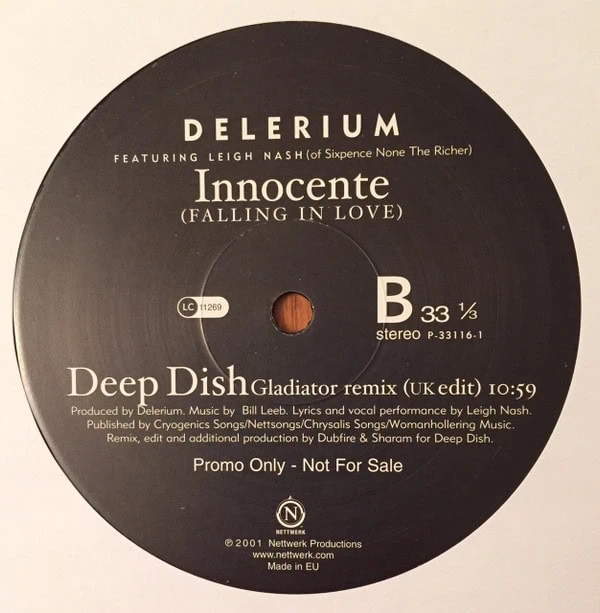 DELERIUM
FEATURING LEIGH NASH (of Sixpence None The Richer)
Innocente
(FALLING IN LOVE)
LC 11269
B 33 ⅓
stereo P-33116-1
Deep Dish Gladiator remix (UK edit) 10:59
Produced by Delerium. Music by Bill Leeb. Lyrics and vocal performance by Leigh Nash.
Published by Cryogenics Songs/Nettsongs/Chrysalis Songs/Womanhollering Music.
Remix, edit and additional production by Dubfire & Sharam for Deep Dish.
Promo Only - Not For Sale
N
NETTWERK
℗ 2001 Nettwerk Productions
www.nettwerk.com
Made in EU